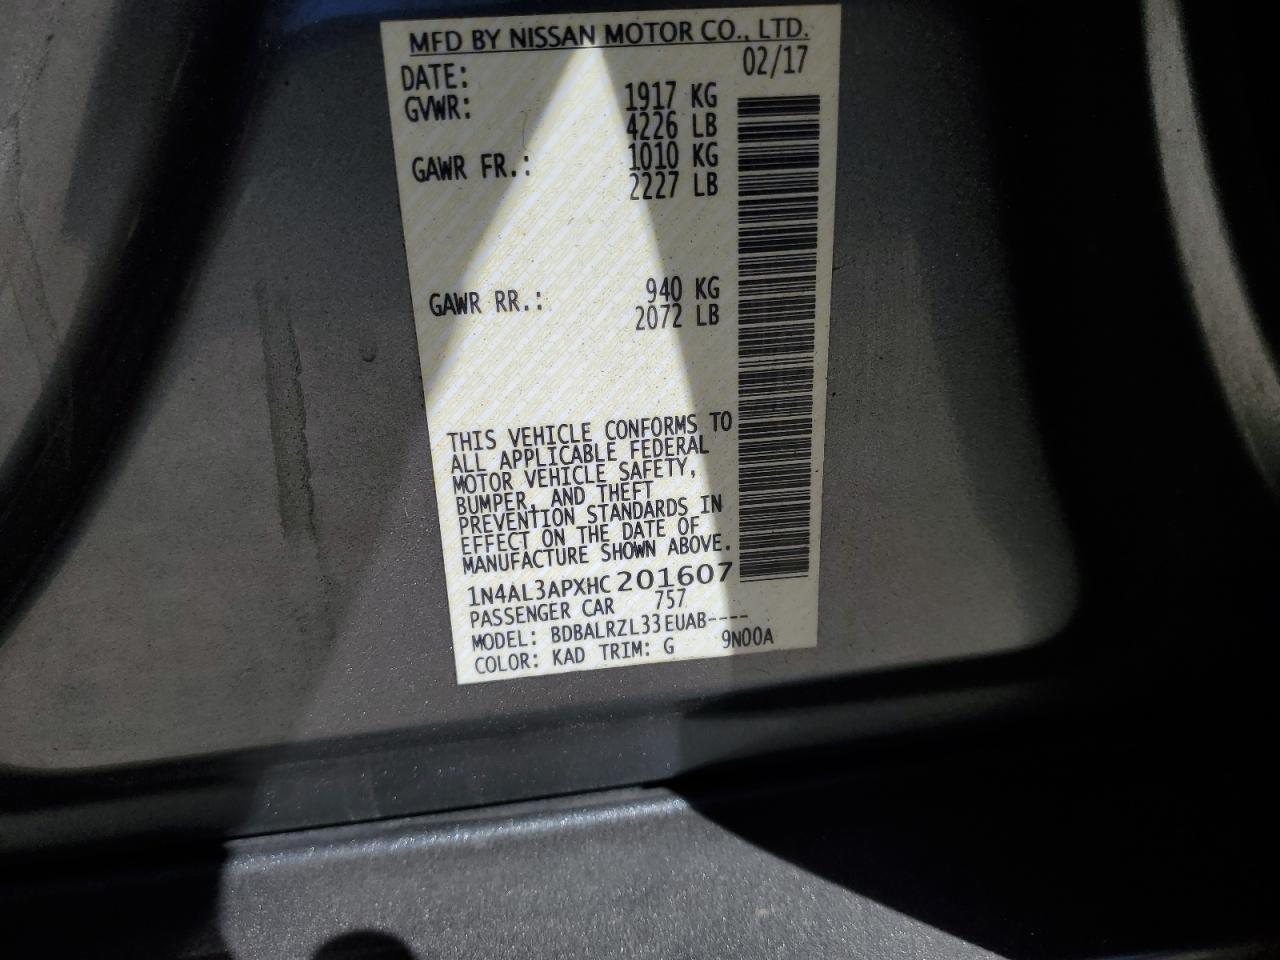 MFD BY NISSAN MOTOR CO., LTD.
DATE: 02/17
GVWR: 1917 KG
4226 LB
GAWR FR.: 1010 KG
2227 LB
GAWR RR.: 940 KG
2072 LB
THIS VEHICLE CONFORMS TO
ALL APPLICABLE FEDERAL
MOTOR VEHICLE SAFETY,
BUMPER, AND THEFT
PREVENTION STANDARDS IN
EFFECT ON THE DATE OF
MANUFACTURE SHOWN ABOVE.
1N4AL3APXHC201607
PASSENGER CAR 757
MODEL: BDBALRZL33EUAB----
COLOR: KAD TRIM: G 9N00A